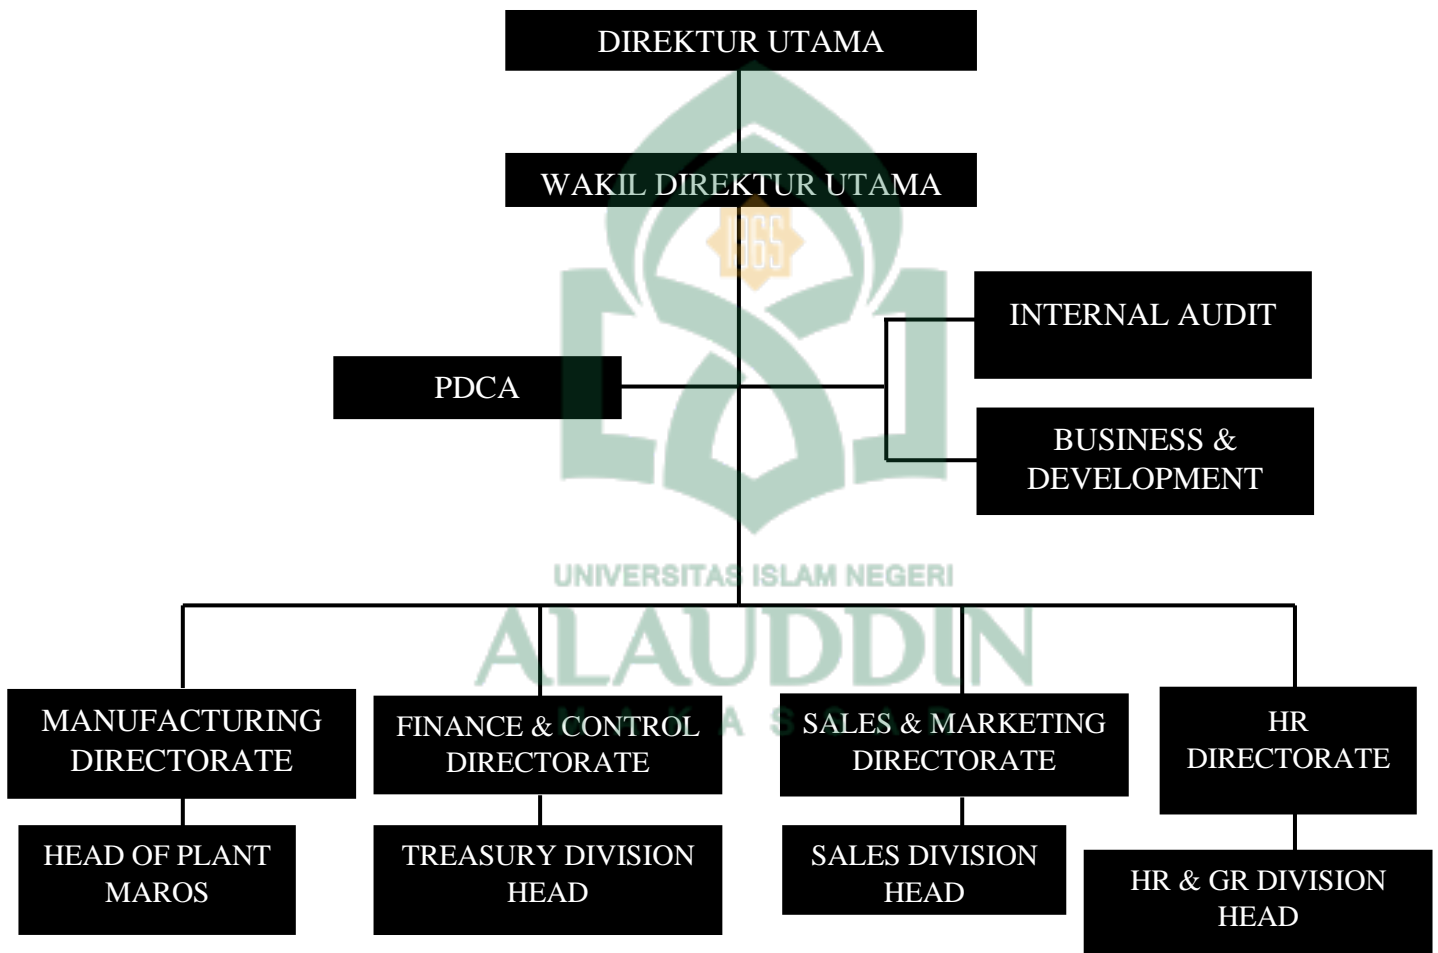 DIREKTUR UTAMA
WAKIL DIREKTUR UTAMA
1965
INTERNAL AUDIT
PDCA
BUSINESS &
DEVELOPMENT
UNIVERSITAS ISLAM NEGERI
ALAUDDIN
MAKASSAR
MANUFACTURING
DIRECTORATE
FINANCE & CONTROL
DIRECTORATE
SALES & MARKETING
DIRECTORATE
HR
DIRECTORATE
HEAD OF PLANT
MAROS
TREASURY DIVISION
HEAD
SALES DIVISION
HEAD
HR & GR DIVISION
HEAD